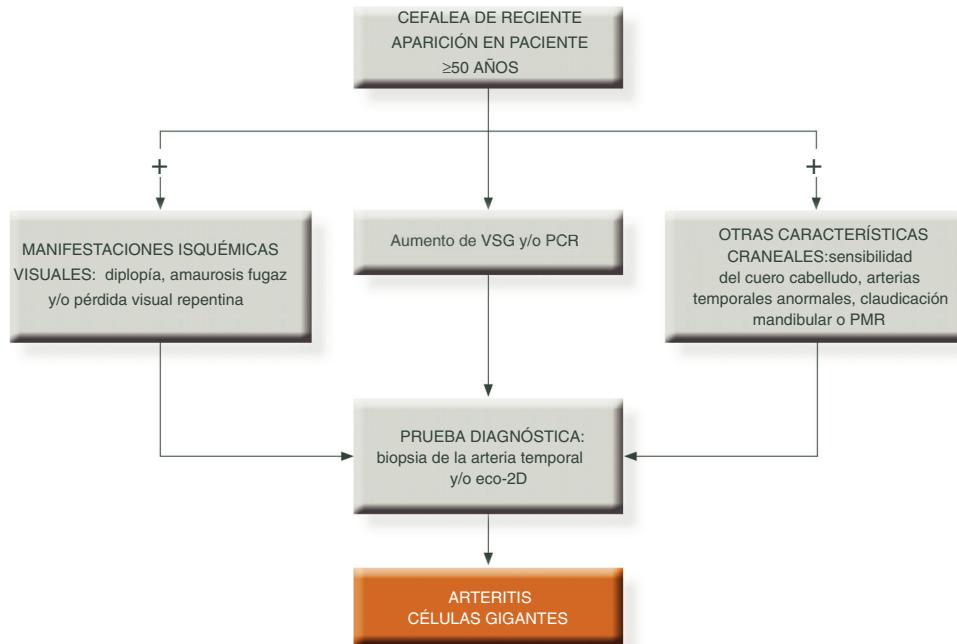 CEFALEA DE RECIENTE
APARICIÓN EN PACIENTE
≥50 AÑOS
+
+
MANIFESTACIONES ISQUÉMICAS
VISUALES: diplopía, amaurosis fugaz
y/o pérdida visual repentina
Aumento de VSG y/o PCR
OTRAS CARACTERÍSTICAS
CRANEALES:sensibilidad
del cuero cabelludo, arterias
temporales anormales, claudicación
mandibular o PMR
PRUEBA DIAGNÓSTICA:
biopsia de la arteria temporal
y/o eco-2D
ARTERITIS
CÉLULAS GIGANTES